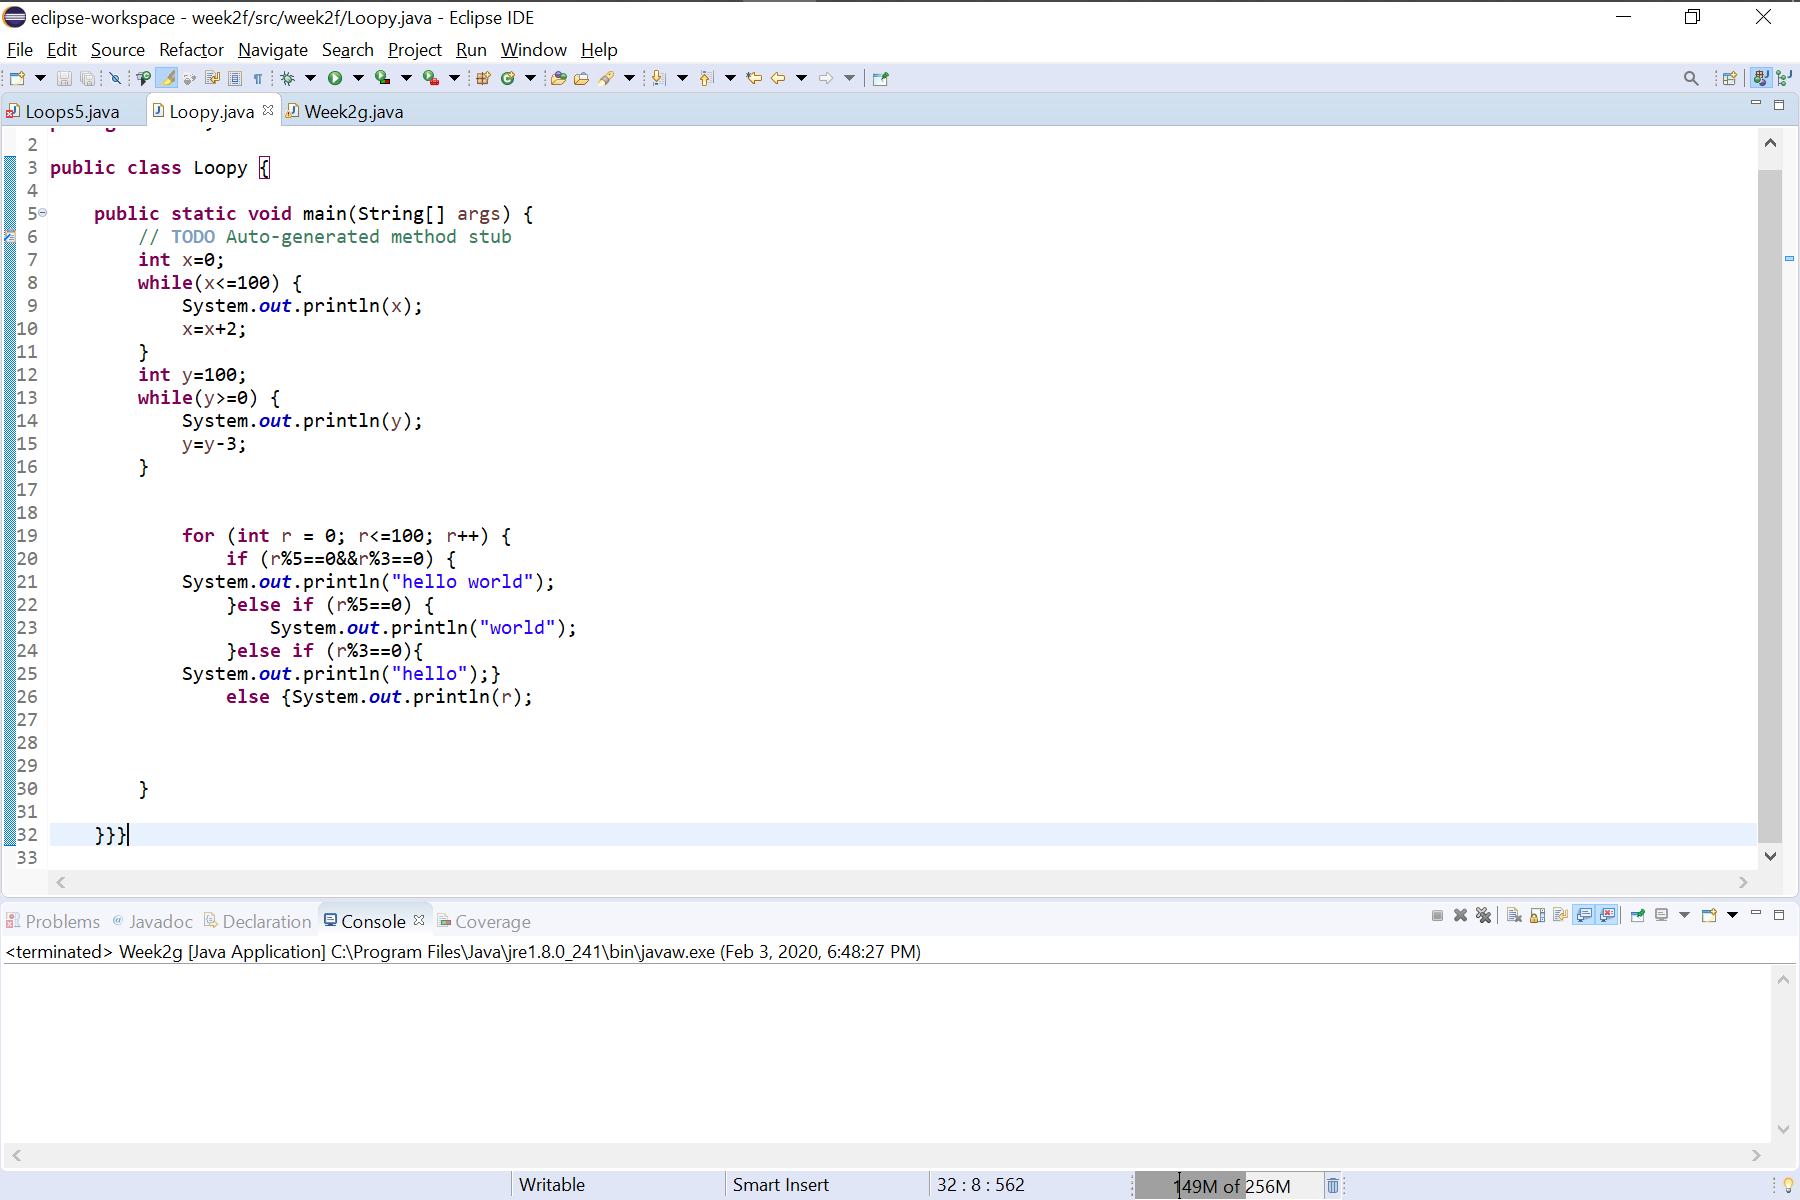 eclipse-workspace - week2f/src/week2f/Loopy.java - Eclipse IDE
File Edit Source Refactor Navigate Search Project Run Window Help
Loops5.java Loopy.java Week2g.java
2
3 public class Loopy {
4
5 public static void main(String[] args) {
6 // TODO Auto-generated method stub
7 int x=0;
8 while(x<=100) {
9 System.out.println(x);
10 x=x+2;
11 }
12 int y=100;
13 while(y>=0) {
14 System.out.println(y);
15 y=y-3;
16 }
17
18
19 for (int r = 0; r<=100; r++) {
20 if (r%5==0&&r%3==0) {
21 System.out.println("hello world");
22 }else if (r%5==0) {
23 System.out.println("world");
24 }else if (r%3==0){
25 System.out.println("hello");}
26 else {System.out.println(r);
27
28
29
30 }
31
32 }}}
33
Problems Javadoc Declaration Console Coverage
<terminated> Week2g [Java Application] C:\Program Files\Java\jre1.8.0_241\bin\javaw.exe (Feb 3, 2020, 6:48:27 PM)
Writable Smart Insert 32 : 8 : 562 149M of 256M